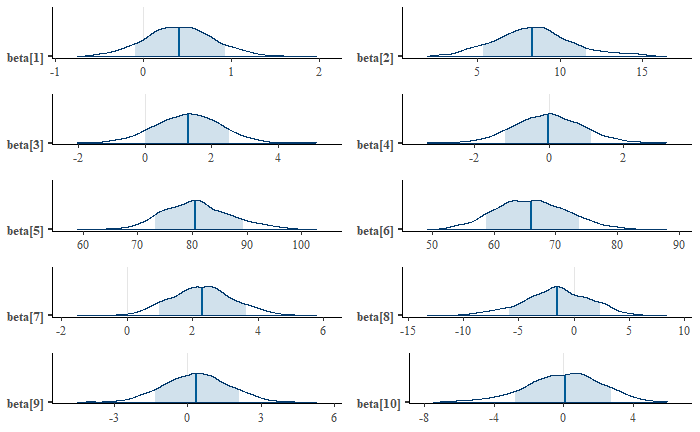 beta[1]
-1 0 1 2
beta[2]
5 10 15
beta[3]
-2 0 2 4
beta[4]
-2 0 2
beta[5]
60 70 80 90 100
beta[6]
50 60 70 80 90
beta[7]
-2 0 2 4 6
beta[8]
-15 -10 -5 0 5 10
beta[9]
-3 0 3 6
beta[10]
-8 -4 0 4